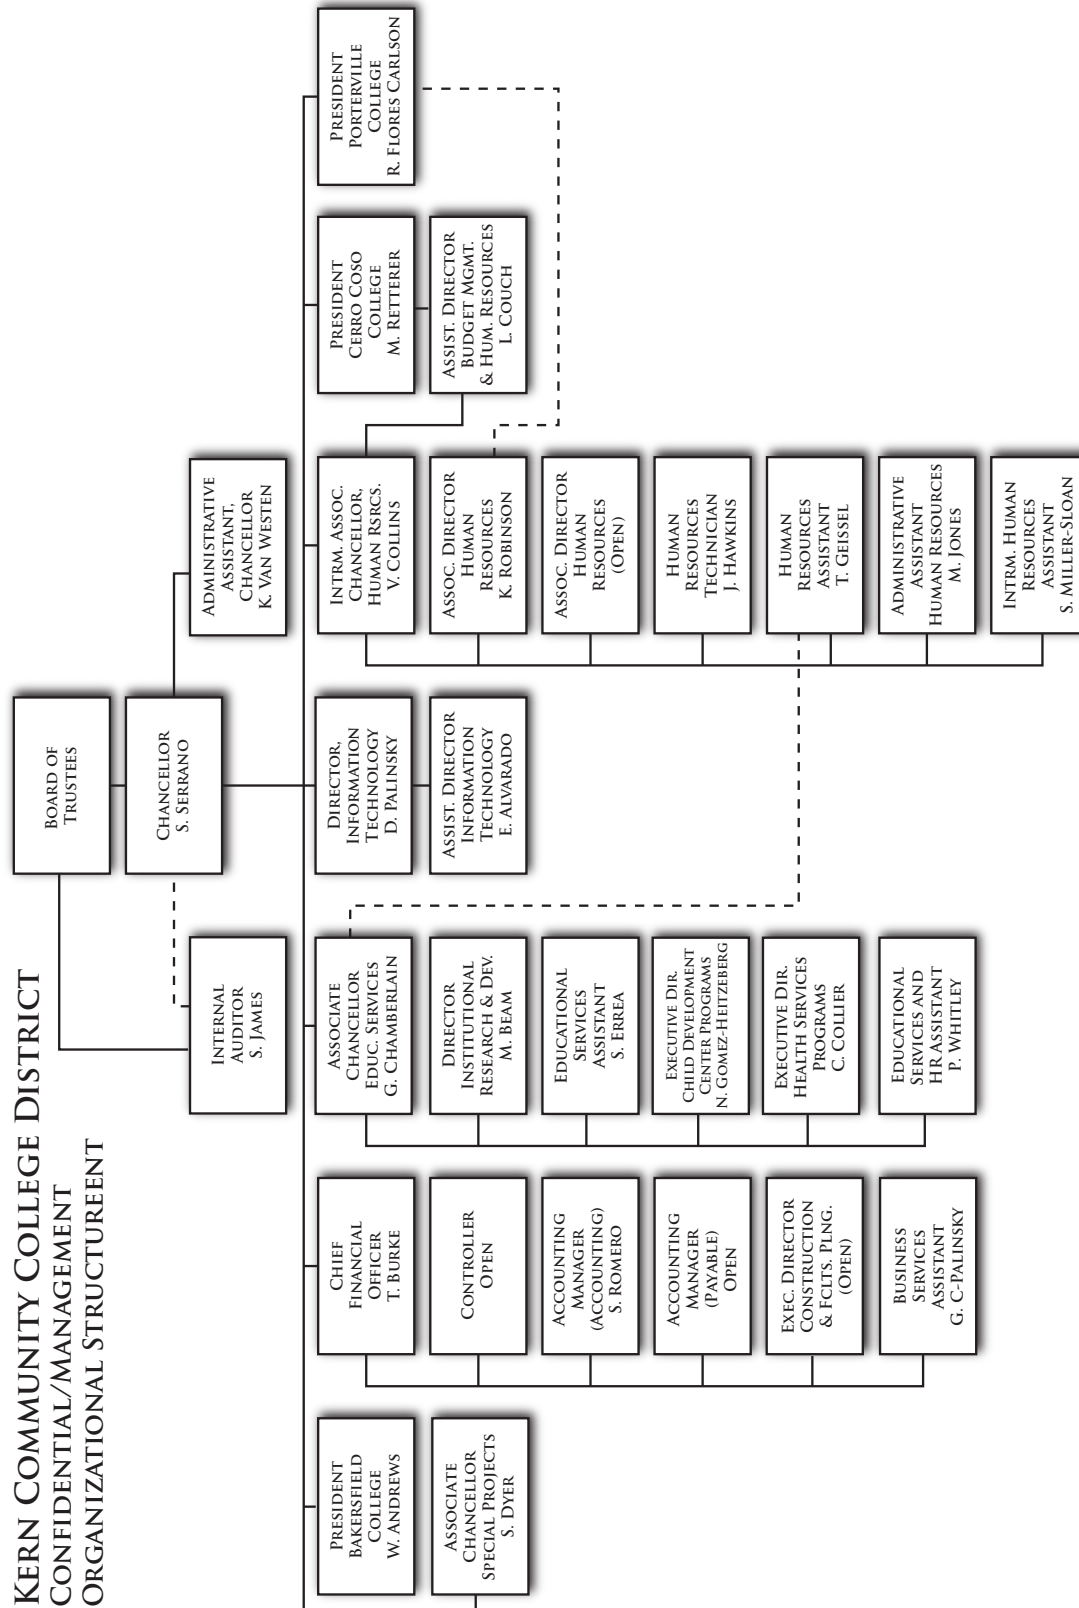 KERN COMMUNITY COLLEGE DISTRICT
CONFIDENTIAL/MANAGEMENT
ORGANIZATIONAL STRUCTUREENT
BOARD OF
TRUSTEES
CHANCELLOR
S. SERRANO
INTERNAL
AUDITOR
S. JAMES
ADMINISTRATIVE
ASSISTANT,
CHANCELLOR
K. VAN WESTEN
PRESIDENT
BAKERSFIELD
COLLEGE
W. ANDREWS
ASSOCIATE
CHANCELLOR
SPECIAL PROJECTS
S. DYER
CHIEF
FINANCIAL
OFFICER
T. BURKE
CONTROLLER
OPEN
ACCOUNTING
MANAGER
(ACCOUNTING)
S. ROMERO
ACCOUNTING
MANAGER
(PAYABLE)
OPEN
EXEC. DIRECTOR
CONSTRUCTION
& FCLTS. PLNG.
(OPEN)
BUSINESS
SERVICES
ASSISTANT
G. C-PALINSKY
ASSOCIATE
CHANCELLOR
EDUC. SERVICES
G. CHAMBERLAIN
DIRECTOR
INSTITUTIONAL
RESEARCH & DEV.
M. BEAM
EDUCATIONAL
SERVICES
ASSISTANT
S. ERREA
EXECUTIVE DIR.
CHILD DEVELOPMENT
CENTER PROGRAMS
N. GOMEZ-HEITZEBERG
EXECUTIVE DIR.
HEALTH SERVICES
PROGRAMS
C. COLLIER
EDUCATIONAL
SERVICES AND
HR ASSISTANT
P. WHITLEY
DIRECTOR,
INFORMATION
TECHNOLOGY
D. PALINSKY
ASSIST. DIRECTOR
INFORMATION
TECHNOLOGY
E. ALVARADO
INTRM. ASSOC.
CHANCELLOR,
HUMAN RSRCS.
V. COLLINS
ASSOC. DIRECTOR
HUMAN
RESOURCES
K. ROBINSON
ASSOC. DIRECTOR
HUMAN
RESOURCES
(OPEN)
HUMAN
RESOURCES
TECHNICIAN
J. HAWKINS
HUMAN
RESOURCES
ASSISTANT
T. GEISSEL
ADMINISTRATIVE
ASSISTANT
HUMAN RESOURCES
M. JONES
INTRM. HUMAN
RESOURCES
ASSISTANT
S. MILLER-SLOAN
PRESIDENT
CERRO COSO
COLLEGE
M. RETTERER
ASSIST. DIRECTOR
BUDGET MGMT.
& HUM. RESOURCES
L. COUCH
PRESIDENT
PORTERVILLE
COLLEGE
R. FLORES CARLSON